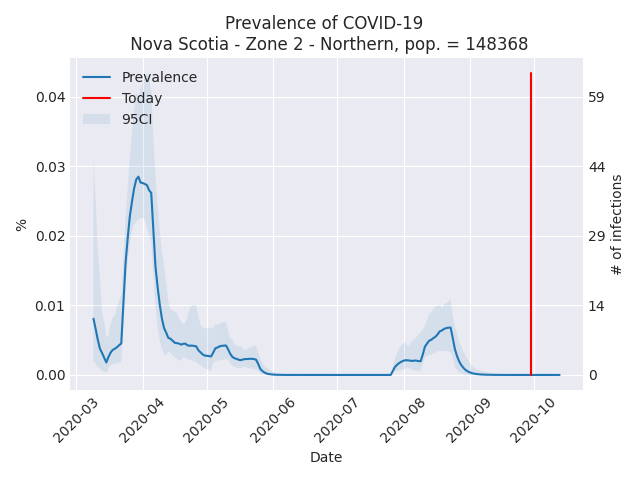 Prevalence of COVID-19
Nova Scotia - Zone 2 - Northern, pop. = 148368
Prevalence
Today
95CI
%
0.04
0.03
0.02
0.01
0.00
59
44
29
14
0
# of infections
2020-03
2020-04
2020-05
2020-06
2020-07
2020-08
2020-09
2020-10
Date